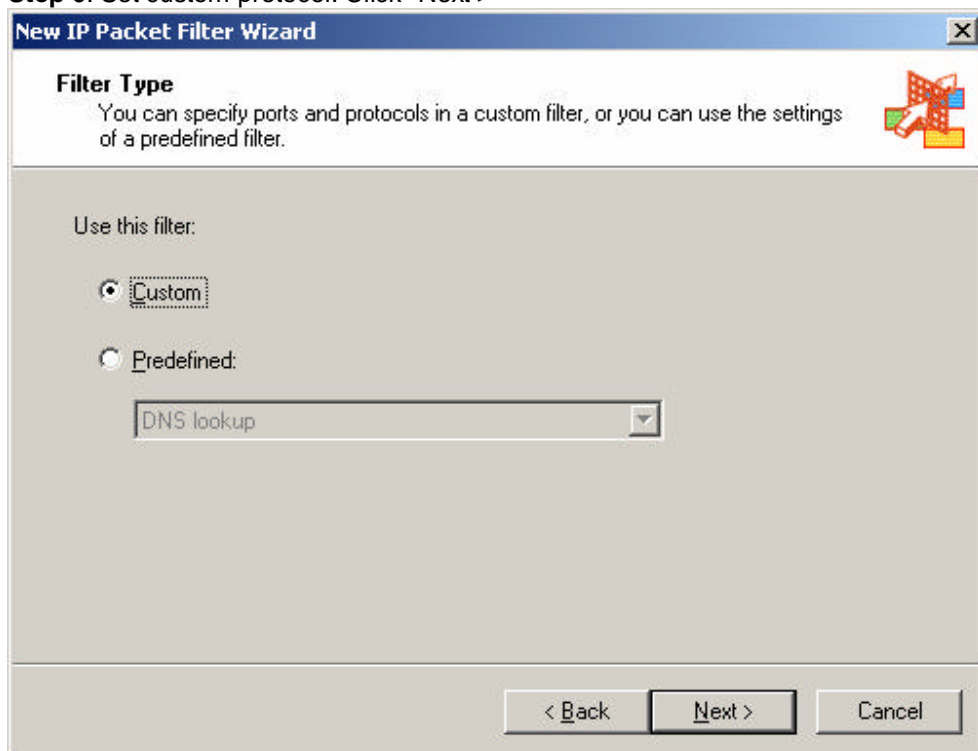 New IP Packet Filter Wizard
Filter Type
You can specify ports and protocols in a custom filter, or you can use the settings
of a predefined filter.
Use this filter:
Custom
Predefined:
DNS lookup
< Back
Next >
Cancel